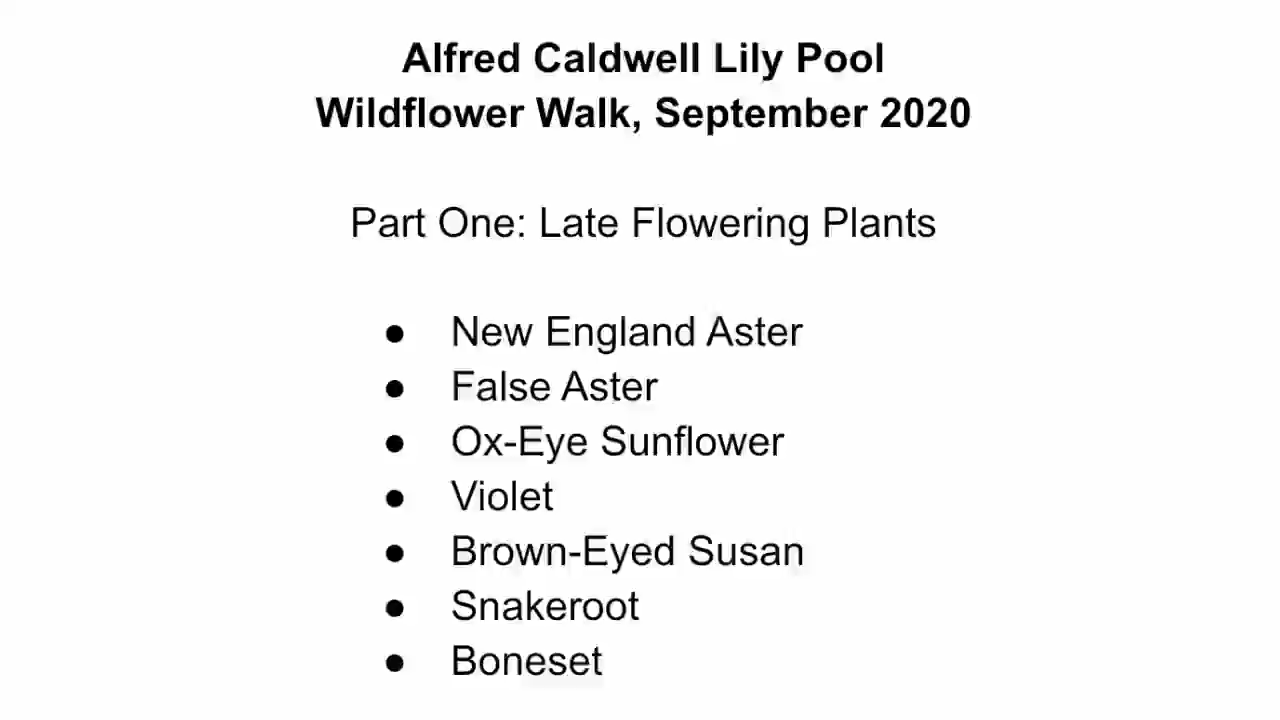 Alfred Caldwell Lily Pool
Wildflower Walk, September 2020
Part One: Late Flowering Plants
● New England Aster
● False Aster
● Ox-Eye Sunflower
● Violet
● Brown-Eyed Susan
● Snakeroot
● Boneset